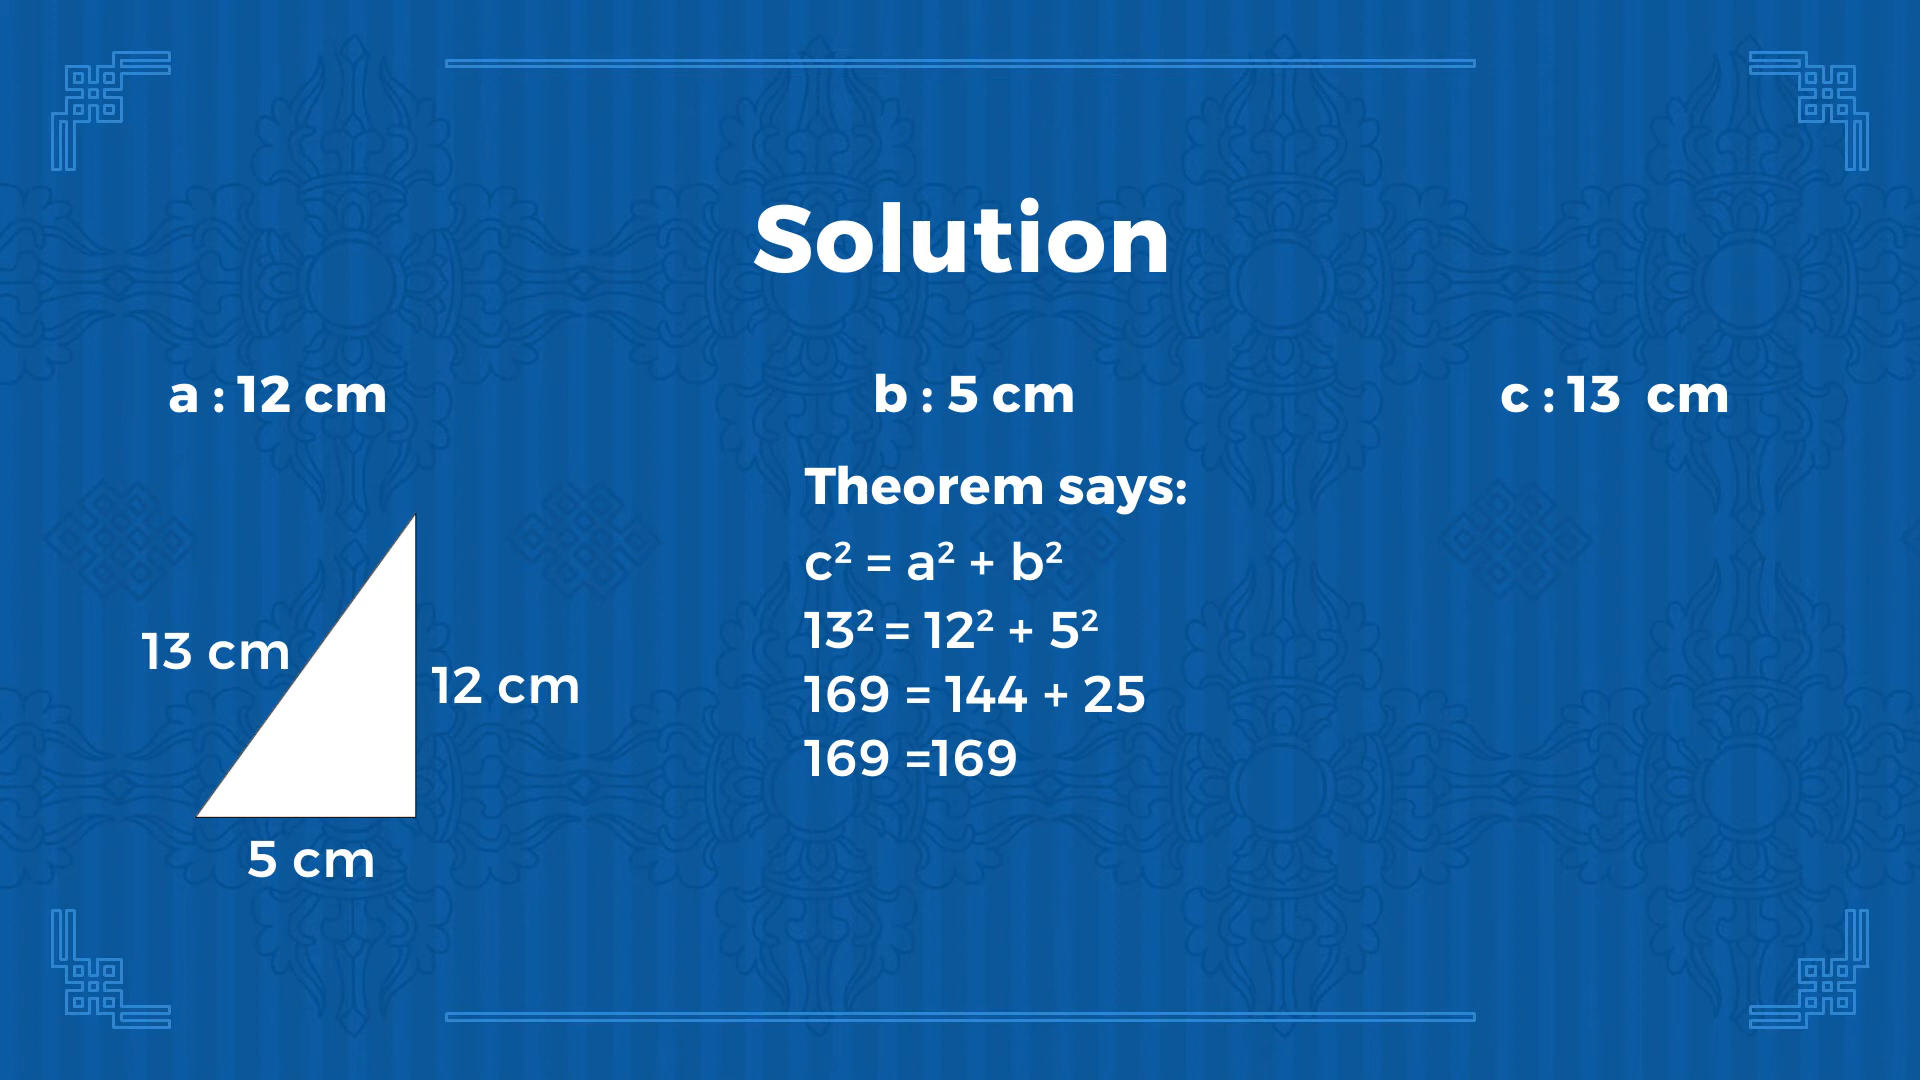 Solution
a : 12 cm
b : 5 cm
c : 13  cm
Theorem says:
c² = a² + b²
13² = 12² + 5²
169 = 144 + 25
169 =169
13 cm
12 cm
5 cm